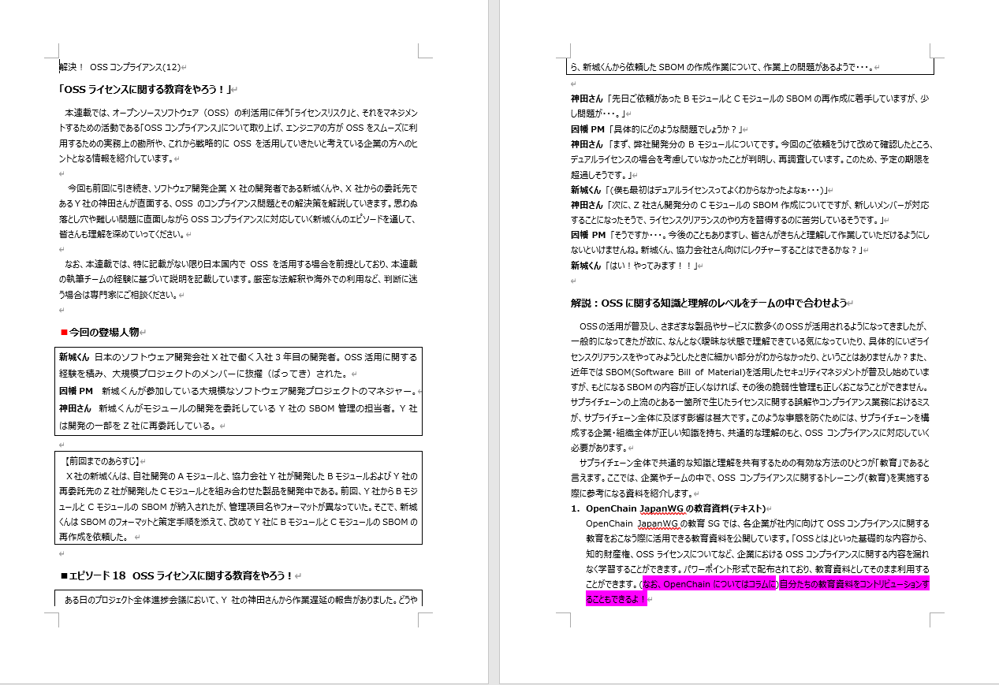 解決！ OSSコンプライアンス(12)↵
「OSSライセンスに関する教育をやろう！」↵
本連載では、オープンソースソフトウェア（OSS）の利活用に伴う「ライセンスリスク」と、それをマネジメン
トするための活動である「OSSコンプライアンス」について取り上げ、エンジニアの方がOSSをスムーズに利
用するための実務上の勘所や、これから戦略的に OSS を活用していきたいと考えている企業の方へのヒ
ントとなる情報を紹介しています。↵
↵
今回も前回に引き続き、ソフトウェア開発企業 X 社の開発者である新城くんや、X 社からの委託先で
あるY社の神田さんが直面する、OSS のコンプライアンス問題とその解決策を解説していきます。思わぬ
落とし穴や難しい問題に直面しながらOSSコンプライアンスに対応していく新城くんのエピソードを通して、
皆さんも理解を深めていってください。↵
↵
なお、本連載では、特に記載がない限り日本国内で OSS を活用する場合を前提としており、本連載
の執筆チームの経験に基づいて説明を記載しています。厳密な法解釈や海外での利用など、判断に迷
う場合は専門家にご相談ください。↵
↵
■今回の登場人物↵
新城くん 日本のソフトウェア開発会社X社で働く入社3年目の開発者。OSS活用に関する
経験を積み、大規模プロジェクトのメンバーに抜擢（ばってき）された。↵
因幡PM 新城くんが参加している大規模なソフトウェア開発プロジェクトのマネジャー。↵
神田さん 新城くんがモジュールの開発を委託している Y 社の SBOM 管理の担当者。Y 社
は開発の一部をZ社に再委託している。↵
↵
【前回までのあらすじ】↵
X社の新城くんは、自社開発の A モジュールと、協力会社 Y 社が開発した B モジュールおよび Y 社の
再委託先のZ社が開発したCモジュールとを組み合わせた製品を開発中である。前回、Y社からBモジ
ュールと C モジュールの SBOM が納入されたが、管理項目名やフォーマットが異なっていた。そこで、新城
くんはSBOMのフォーマットと策定手順を添えて、改めてY社にBモジュールとCモジュールのSBOMの
再作成を依頼した。↵
↵
■エピソード18 OSSライセンスに関する教育をやろう！↵
ある日のプロジェクト全体進捗会議において、Y 社の神田さんから作業遅延の報告がありました。どうや
ら、新城くんから依頼したSBOMの作成作業について、作業上の問題があるようで・・・。↵
↵
神田さん「先日ご依頼があったBモジュールとCモジュールのSBOMの再作成に着手していますが、少
し問題が・・・。」↵
因幡PM「具体的にどのような問題でしょうか？」↵
神田さん「まず、弊社開発分の B モジュールについてです。今回のご依頼をうけて改めて確認したところ、
デュアルライセンスの場合を考慮していなかったことが判明し、再調査しています。このため、予定の期限を
超過しそうです。」↵
新城くん「(僕も最初はデュアルライセンスってよくわからなかったよなぁ・・・)」↵
神田さん「次に、Z社さん開発分のCモジュールのSBOM作成についてですが、新しいメンバーが対応
することになったそうで、ライセンスクリアランスのやり方を習得するのに苦労しているそうです。」↵
因幡 PM「そうですか・・・。今後のこともありますし、皆さんがきちんと理解して作業していただけるようにし
ないといけませんね。新城くん、協力会社さん向けにレクチャーすることはできるかな？」↵
新城くん「はい！やってみます！！」↵
↵
解説：OSSに関する知識と理解のレベルをチームの中で合わせよう↵
OSSの活用が普及し、さまざまな製品やサービスに数多くのOSSが活用されるようになってきましたが、
一般的になってきたが故に、なんとなく曖昧な状態で理解できている気になっていたり、具体的にいざライ
センスクリアランスをやってみようとしたときに細かい部分がわからなかったり、ということはありませんか？また、
近年では SBOM(Software Bill of Material)を活用したセキュリティマネジメントが普及し始めていま
すが、もとになるSBOMの内容が正しくなければ、その後の脆弱性管理も正しくおこなうことができません。
サプライチェーンの上流のとある一箇所で生じたライセンスに関する誤解やコンプライアンス業務におけるミス
が、サプライチェーン全体に及ぼす影響は甚大です。このような事態を防ぐためには、サプライチェーンを構
成する企業・組織全体が正しい知識を持ち、共通的な理解のもと、OSS コンプライアンスに対応していく
必要があります。↵
サプライチェーン全体で共通的な知識と理解を共有するための有効な方法のひとつが「教育」であると
言えます。ここでは、企業やチームの中で、OSS コンプライアンスに関するトレーニング(教育)を実施する
際に参考になる資料を紹介します。↵
1. OpenChain JapanWGの教育資料(テキスト)↵
OpenChain JapanWGの教育SGでは、各企業が社内に向けてOSSコンプライアンスに関する
教育をおこなう際に活用できる教育資料を公開しています。「OSSとは」といった基礎的な内容から、
知的財産権、OSSライセンスについてなど、企業におけるOSSコンプライアンスに関する内容を漏れ
なく学習することができます。パワーポイント形式で配布されており、教育資料としてそのまま利用する
ことができます。(なお、OpenChainについてはコラムに)自分たちの教育資料をコントリビューションす
ることもできるよ！↵